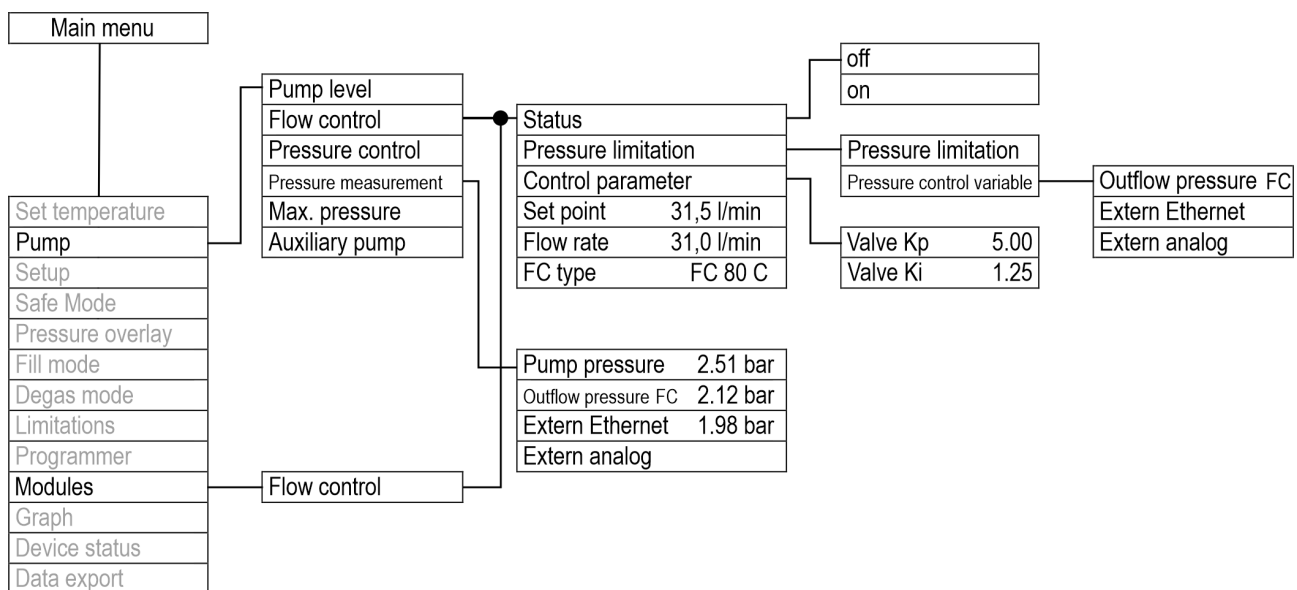 Main menu
Set temperature
Pump
Setup
Safe Mode
Pressure overlay
Fill mode
Degas mode
Limitations
Programmer
Modules
Graph
Device status
Data export
Pump level
Flow control
Pressure control
Pressure measurement
Max. pressure
Auxiliary pump
Flow control
Status
Pressure limitation
Control parameter
Set point 31,5 l/min
Flow rate 31,0 l/min
FC type FC 80 C
Pump pressure 2.51 bar
Outflow pressure FC 2.12 bar
Extern Ethernet 1.98 bar
Extern analog
off
on
Pressure limitation
Pressure control variable
Valve Kp 5.00
Valve Ki 1.25
Outflow pressure FC
Extern Ethernet
Extern analog